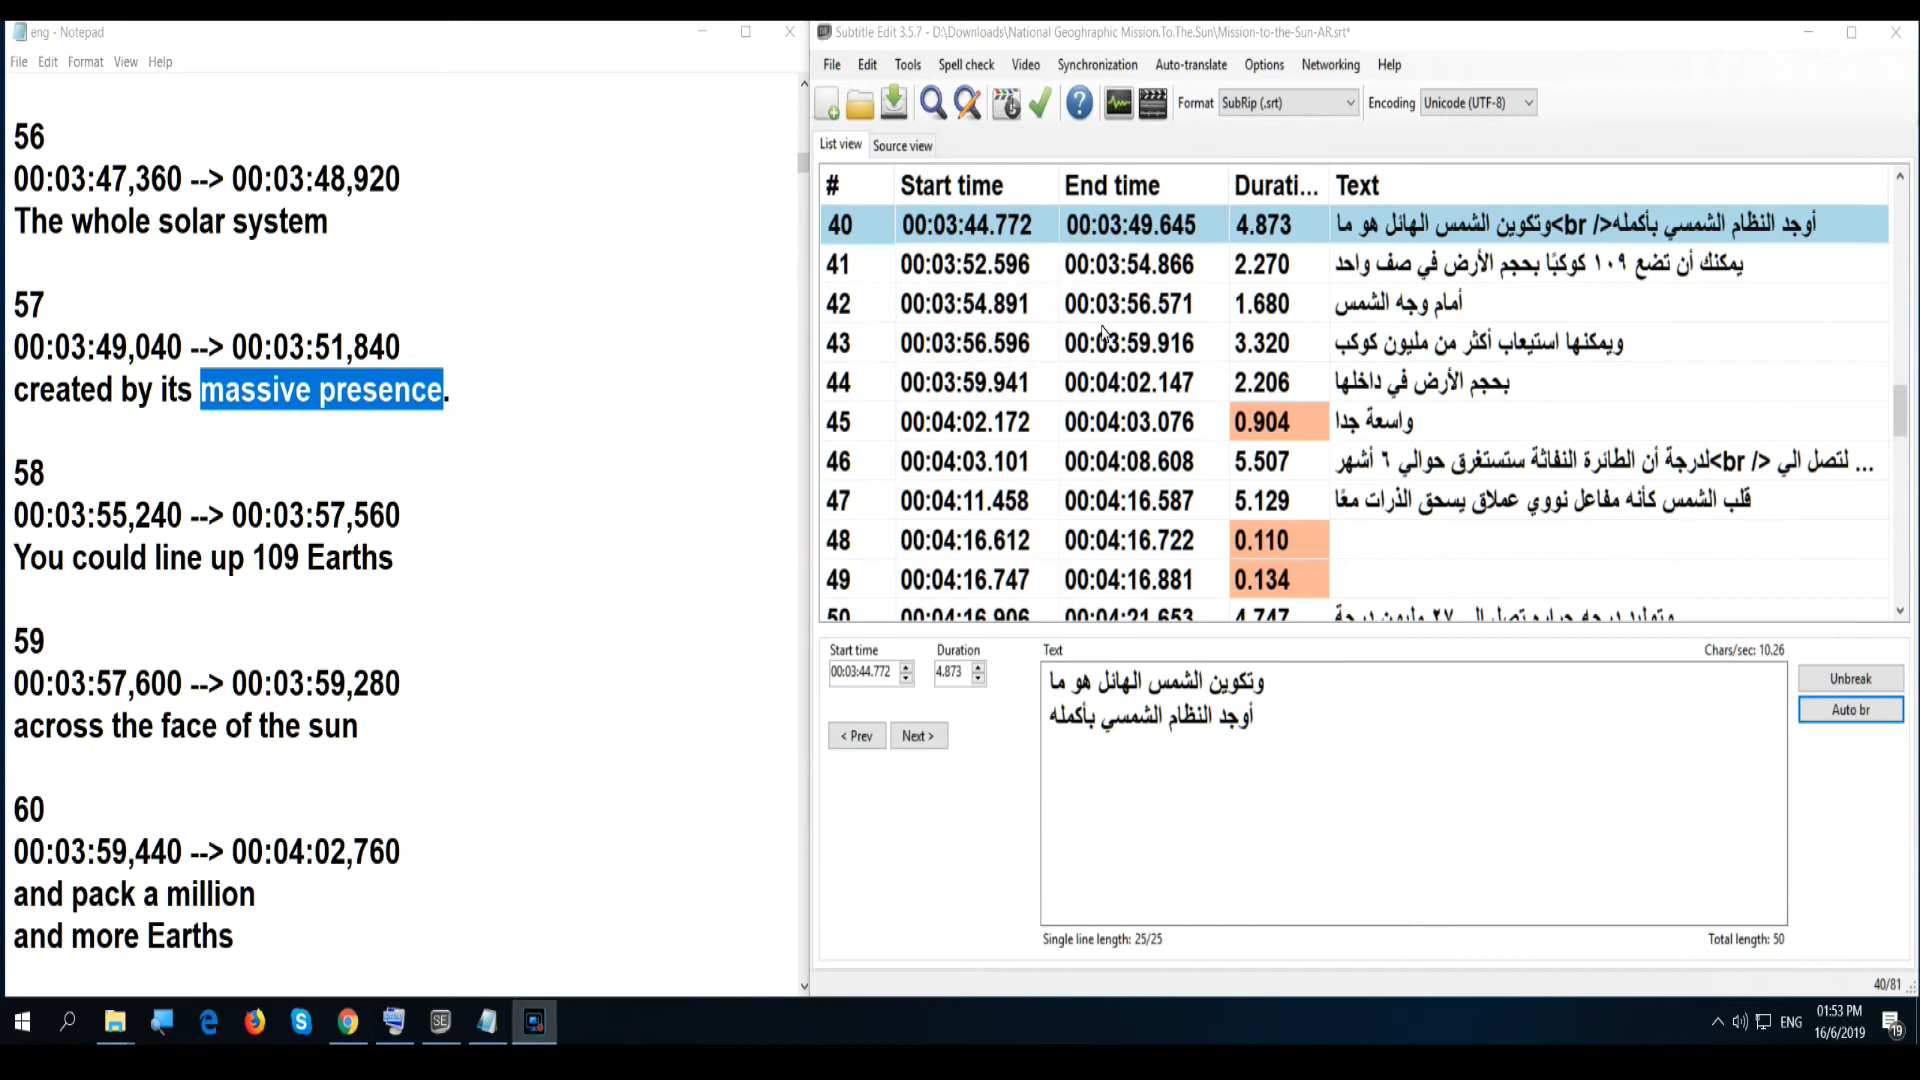 eng - Notepad
File Edit Format View Help
56
00:03:47,360 --> 00:03:48,920
The whole solar system
57
00:03:49,040 --> 00:03:51,840
created by its massive presence.
58
00:03:55,240 --> 00:03:57,560
You could line up 109 Earths
59
00:03:57,600 --> 00:03:59,280
across the face of the sun
60
00:03:59,440 --> 00:04:02,760
and pack a million
and more Earths
Subtitle Edit 3.5.7 - D:\Downloads\National Geoghraphic Mission.To.The.Sun\Mission-to-the-Sun-AR.srt*
File Edit Tools Spell check Video Synchronization Auto-translate Options Networking Help
Format SubRip (.srt) Encoding Unicode (UTF-8)
List view Source view
# Start time End time Durati... Text
40 00:03:44.772 00:03:49.645 4.873 وتكوين الشمس الهائل هو ما<br />أوجد النظام الشمسي بأكمله
41 00:03:52.596 00:03:54.866 2.270 يمكنك أن تضع ١٠٩ كوكبًا بحجم الأرض في صف واحد
42 00:03:54.891 00:03:56.571 1.680 أمام وجه الشمس
43 00:03:56.596 00:03:59.916 3.320 ويمكنها استيعاب أكثر من مليون كوكب
44 00:03:59.941 00:04:02.147 2.206 بحجم الأرض في داخلها
45 00:04:02.172 00:04:03.076 0.904 واسعة جدا
46 00:04:03.101 00:04:08.608 5.507 لدرجة أن الطائرة النفاثة ستستغرق حوالي ٦ أشهر<br />لتصل الي ...
47 00:04:11.458 00:04:16.587 5.129 قلب الشمس كأنه مفاعل نووي عملاق يسحق الذرات معًا
48 00:04:16.612 00:04:16.722 0.110
49 00:04:16.747 00:04:16.881 0.134
50 00:04:16.906 00:04:21.653 4.747
Start time Duration Text Chars/sec: 10.26
00:03:44.772 4.873
وتكوين الشمس الهائل هو ما
أوجد النظام الشمسي بأكمله
Unbreak
Auto br
< Prev Next >
Single line length: 25/25 Total length: 50
40/81
SE
ENG
01:53 PM
16/6/2019
19